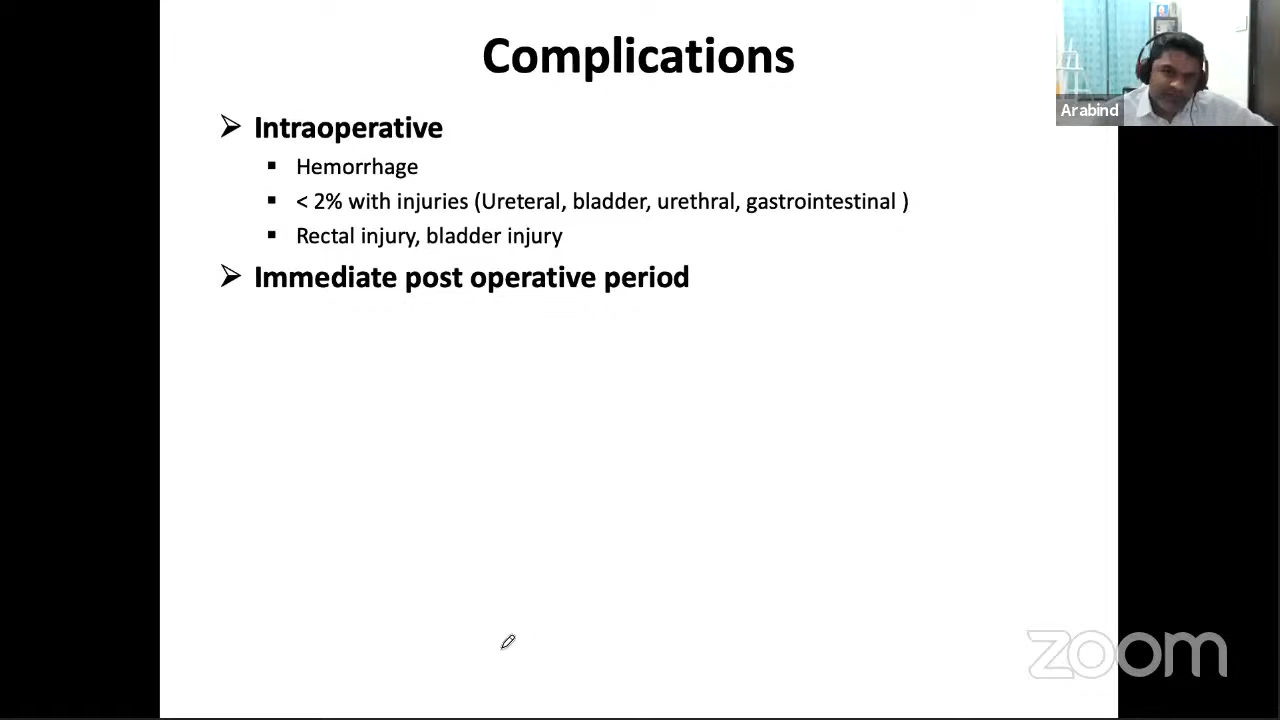 Complications
Arabind
➢ Intraoperative
▪ Hemorrhage
▪ < 2% with injuries (Ureteral, bladder, urethral, gastrointestinal )
▪ Rectal injury, bladder injury
➢ Immediate post operative period
zoom